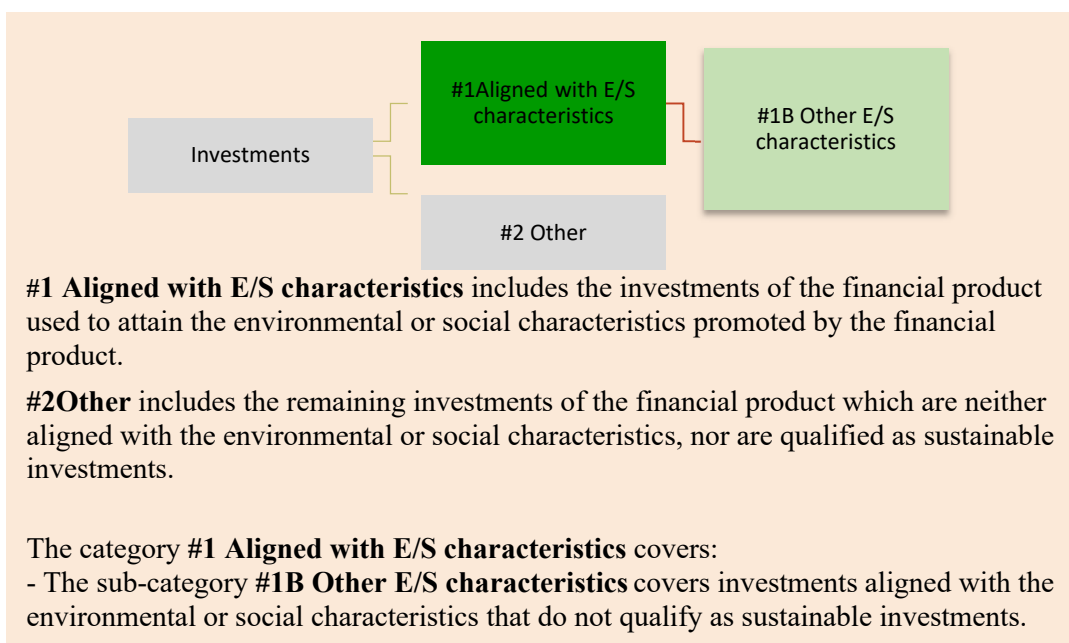 #1Aligned with E/S
characteristics
#1B Other E/S
characteristics
Investments
#2 Other
#1 Aligned with E/S characteristics includes the investments of the financial product
used to attain the environmental or social characteristics promoted by the financial
product.
#2Other includes the remaining investments of the financial product which are neither
aligned with the environmental or social characteristics, nor are qualified as sustainable
investments.
The category #1 Aligned with E/S characteristics covers:
- The sub-category #1B Other E/S characteristics covers investments aligned with the
environmental or social characteristics that do not qualify as sustainable investments.